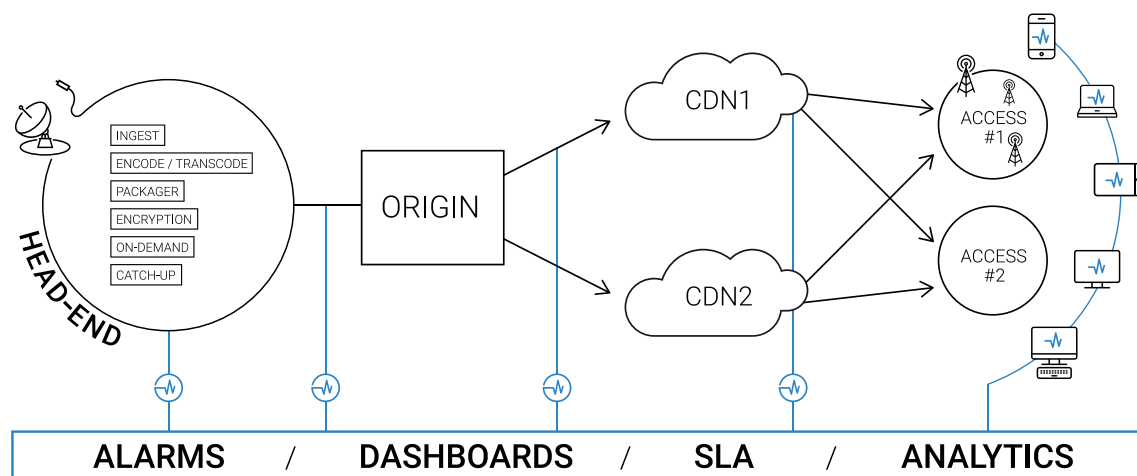 HEAD-END
INGEST
ENCODE / TRANSCODE
PACKAGER
ENCRYPTION
ON-DEMAND
CATCH-UP
ORIGIN
CDN1
CDN2
ACCESS
#1
ACCESS
#2
ALARMS / DASHBOARDS / SLA / ANALYTICS